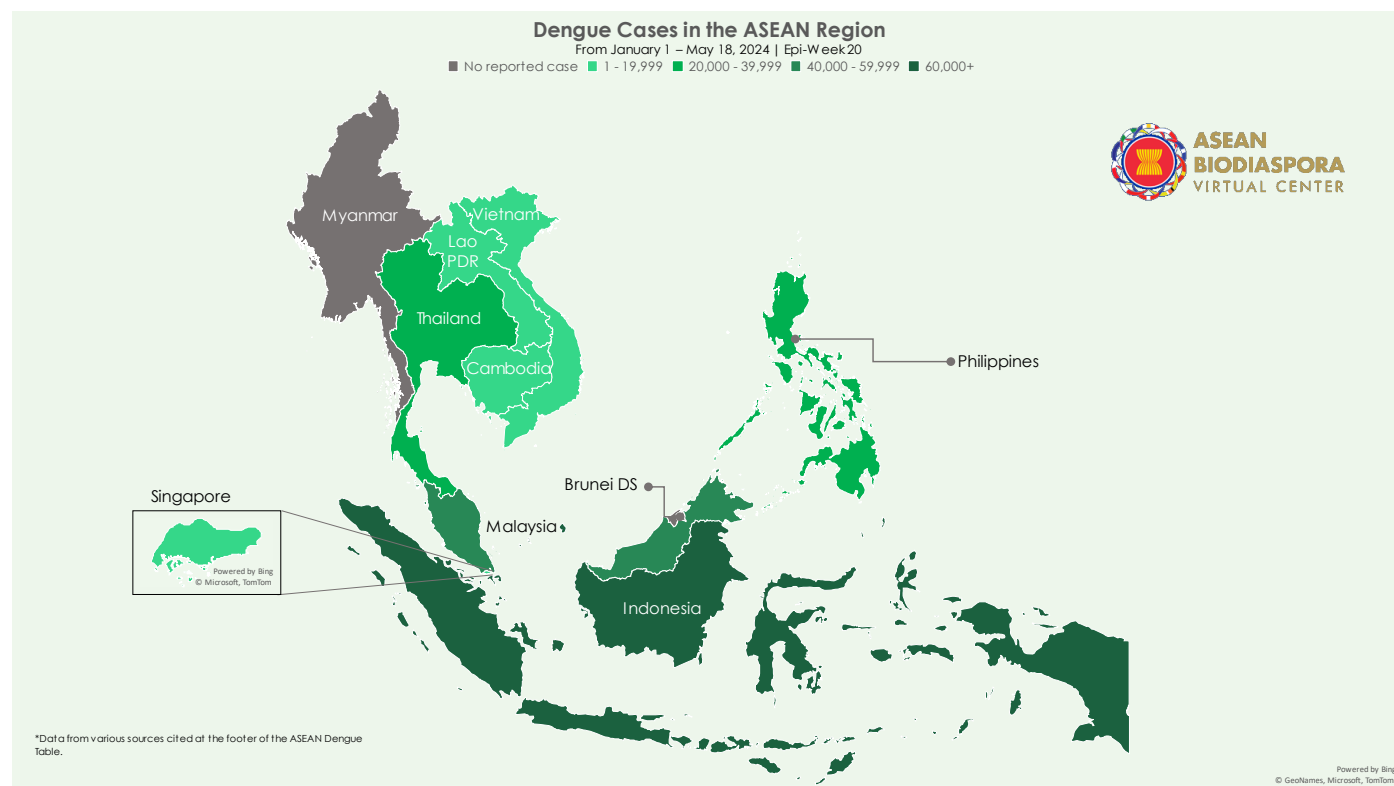 Dengue Cases in the ASEAN Region
From January 1 – May 18, 2024 | Epi-Week 20
No reported case 1 - 19,999 20,000 - 39,999 40,000 - 59,999 60,000+
ASEAN
BIODIASPORA
VIRTUAL CENTER
Myanmar
Vietnam
Lao
PDR
Thailand
Cambodia
Philippines
Brunei DS
Singapore
Malaysia
Powered by Bing
© Microsoft, TomTom
Indonesia
*Data from various sources cited at the footer of the ASEAN Dengue
Table.
Powered by Bing
© GeoNames, Microsoft, TomTom